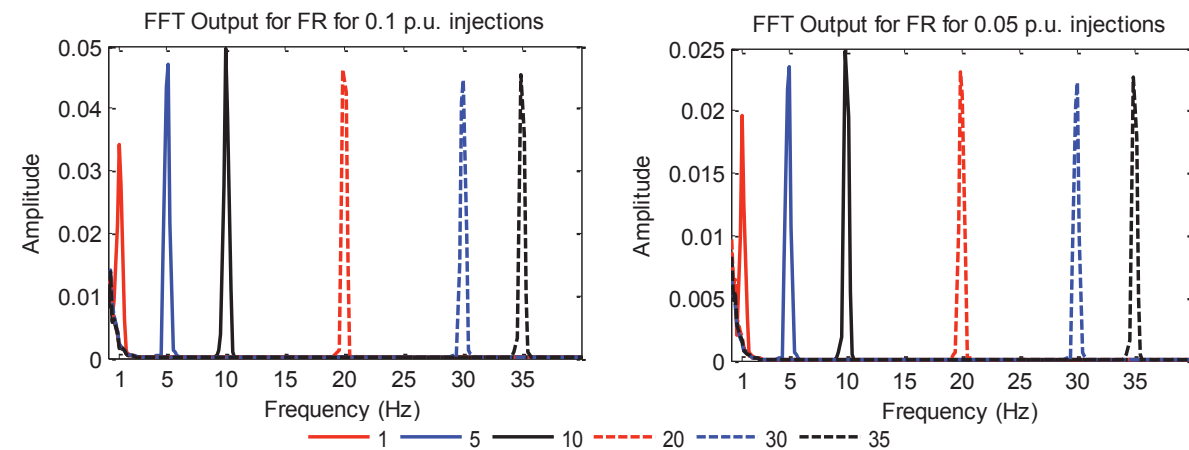 FFT Output for FR for 0.1 p.u. injections
0.05
0.04
0.03
0.02
0.01
0
Amplitude
1 5 10 15 20 25 30 35
Frequency (Hz)
FFT Output for FR for 0.05 p.u. injections
0.025
0.02
0.015
0.01
0.005
0
Amplitude
1 5 10 15 20 25 30 35
Frequency (Hz)
1 5 10 20 30 35